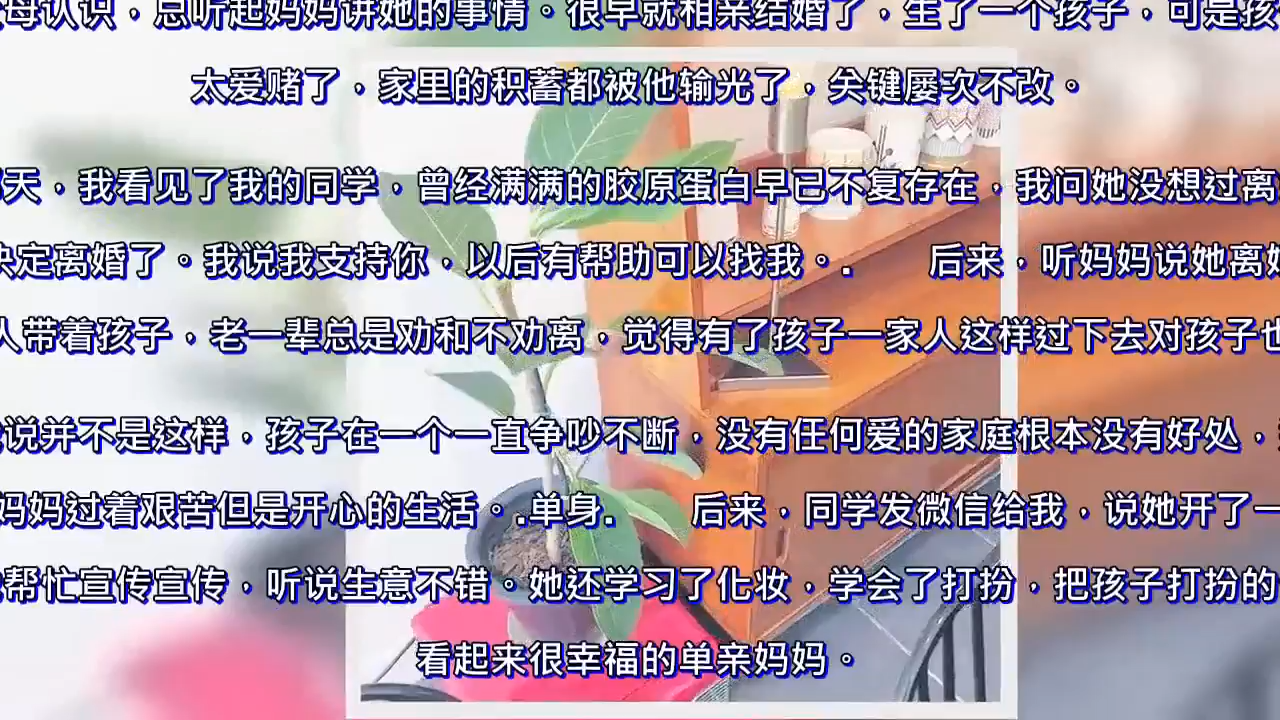 母认识，总听起妈妈讲她的事情。很早就相亲结婚了，生了一个孩子，可是孩
太爱赌了，家里的积蓄都被他输光了，关键屡次不改。
天，我看见了我的同学，曾经满满的胶原蛋白早已不复存在，我问她没想过离
决定离婚了。我说我支持你，以后有帮助可以找我。. 后来，听妈妈说她离婚
人带着孩子，老一辈总是劝和不劝离，觉得有了孩子一家人这样过下去对孩子也
说并不是这样，孩子在一个一直争吵不断，没有任何爱的家庭根本没有好处，
妈妈过着艰苦但是开心的生活。.单身. 后来，同学发微信给我，说她开了一
帮忙宣传宣传，听说生意不错。她还学习了化妆，学会了打扮，把孩子打扮的
看起来很幸福的单亲妈妈。